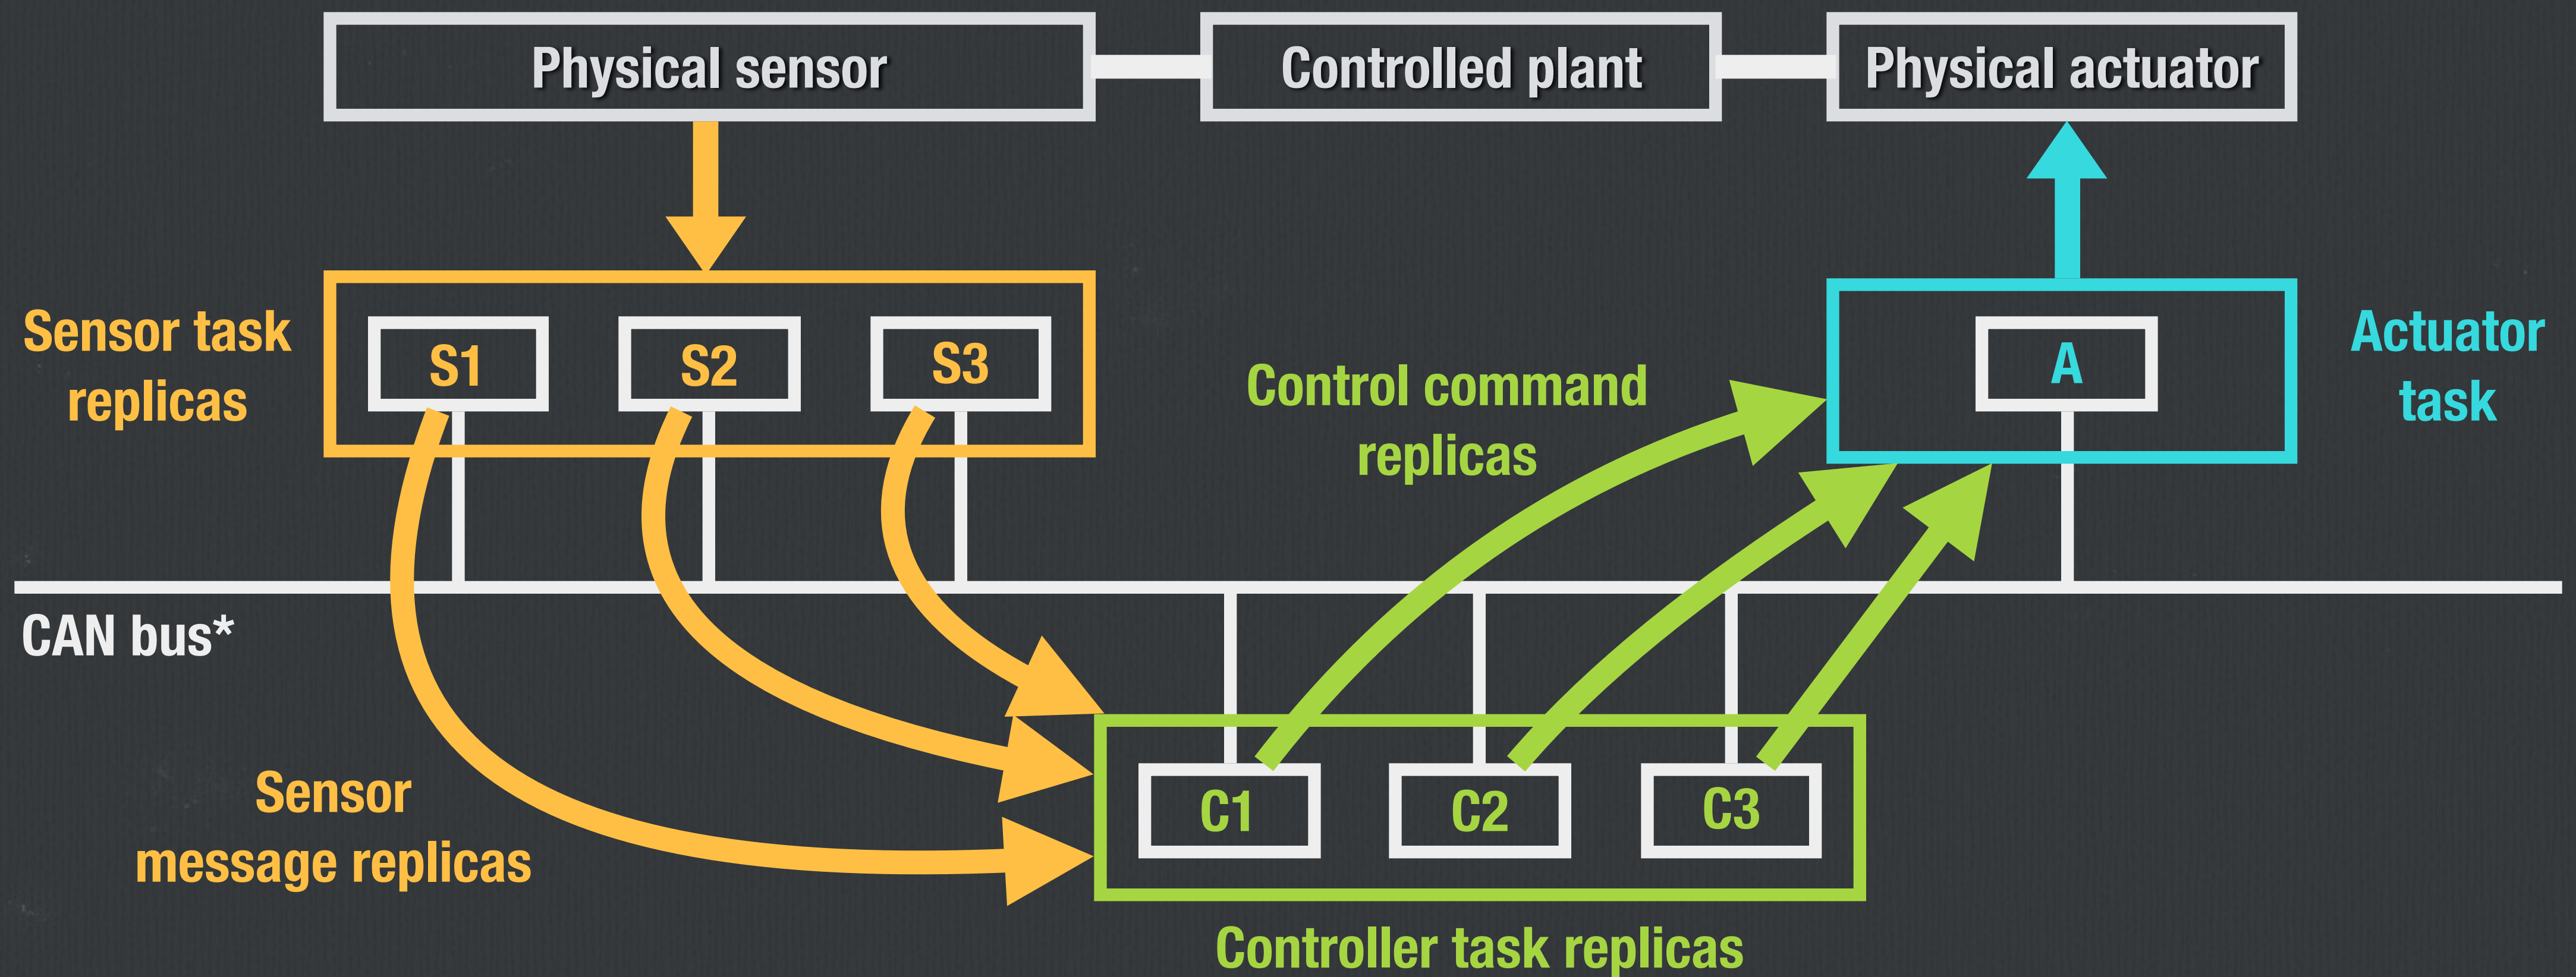 Physical sensor
Controlled plant
Physical actuator
Sensor task
replicas
S1
S2
S3
Control command
replicas
A
Actuator
task
CAN bus*
Sensor
message replicas
C1
C2
C3
Controller task replicas